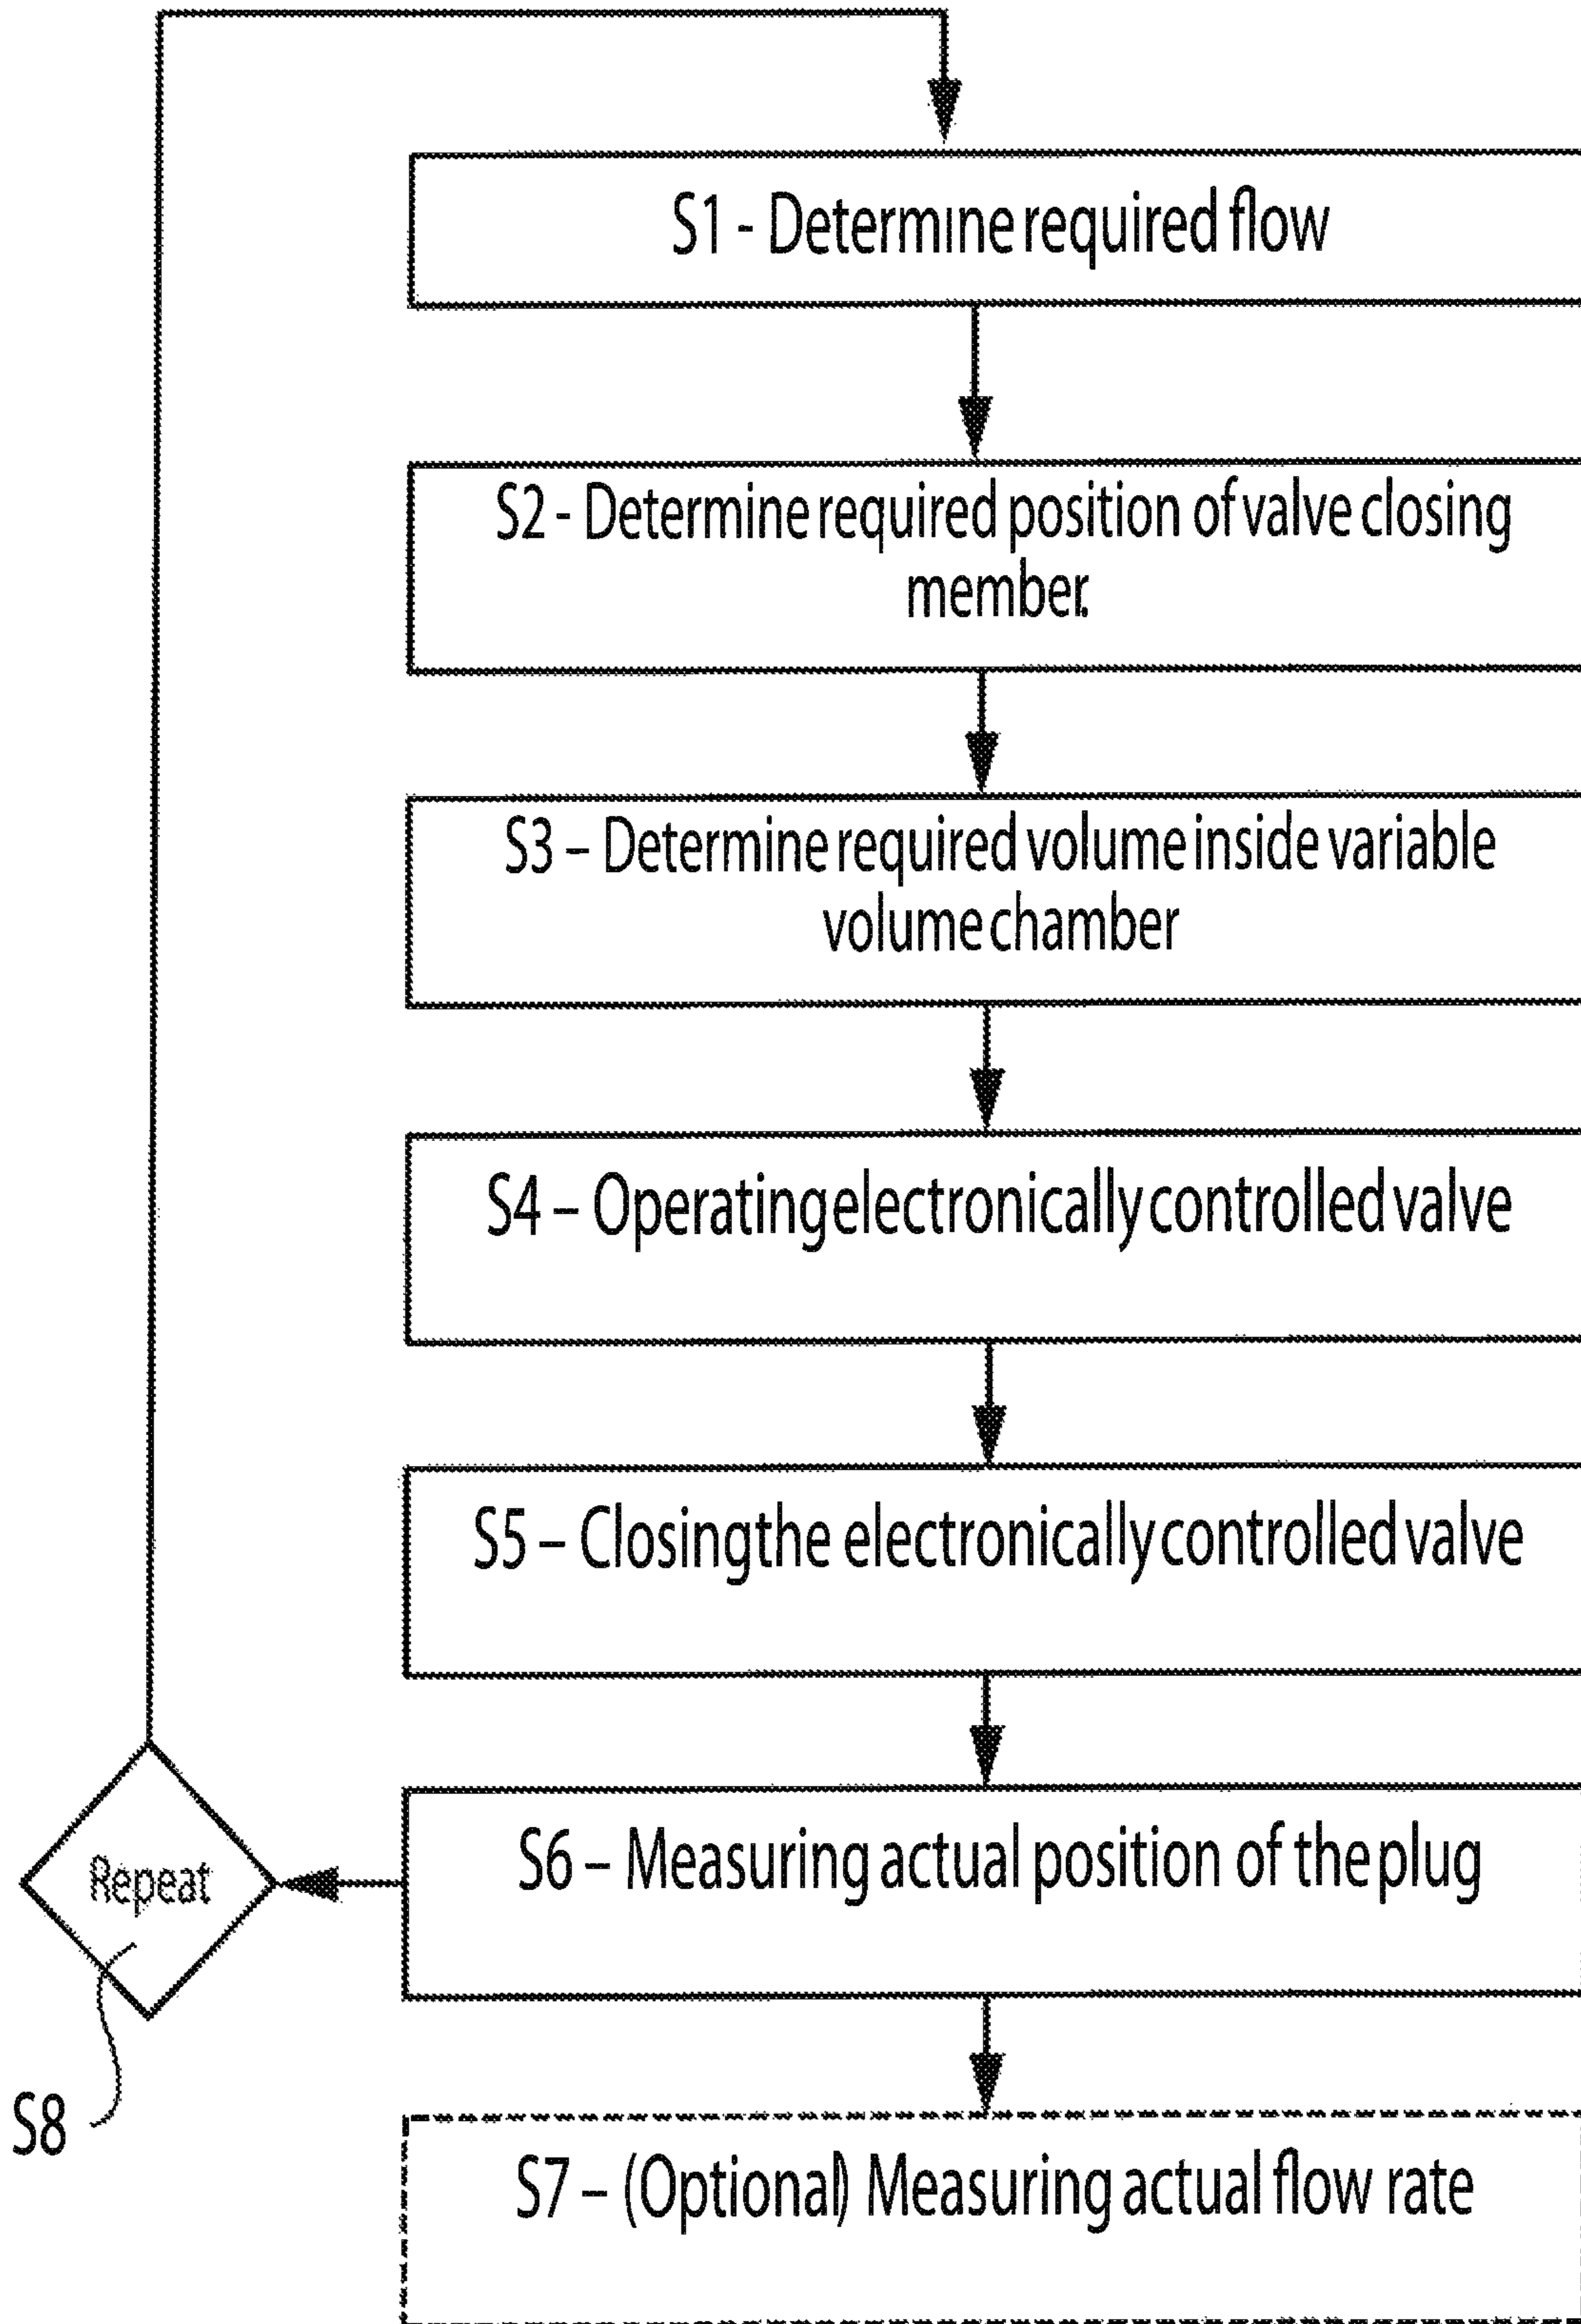 S1 - Determine required flow
S2 - Determine required position of valve closing
member.
S3 – Determine required volume inside variable
volume chamber
S4 – Operating electronically controlled valve
S5 – Closing the electronically controlled valve
S6 – Measuring actual position of the plug
Repeat
S8
S7 – (Optional) Measuring actual flow rate